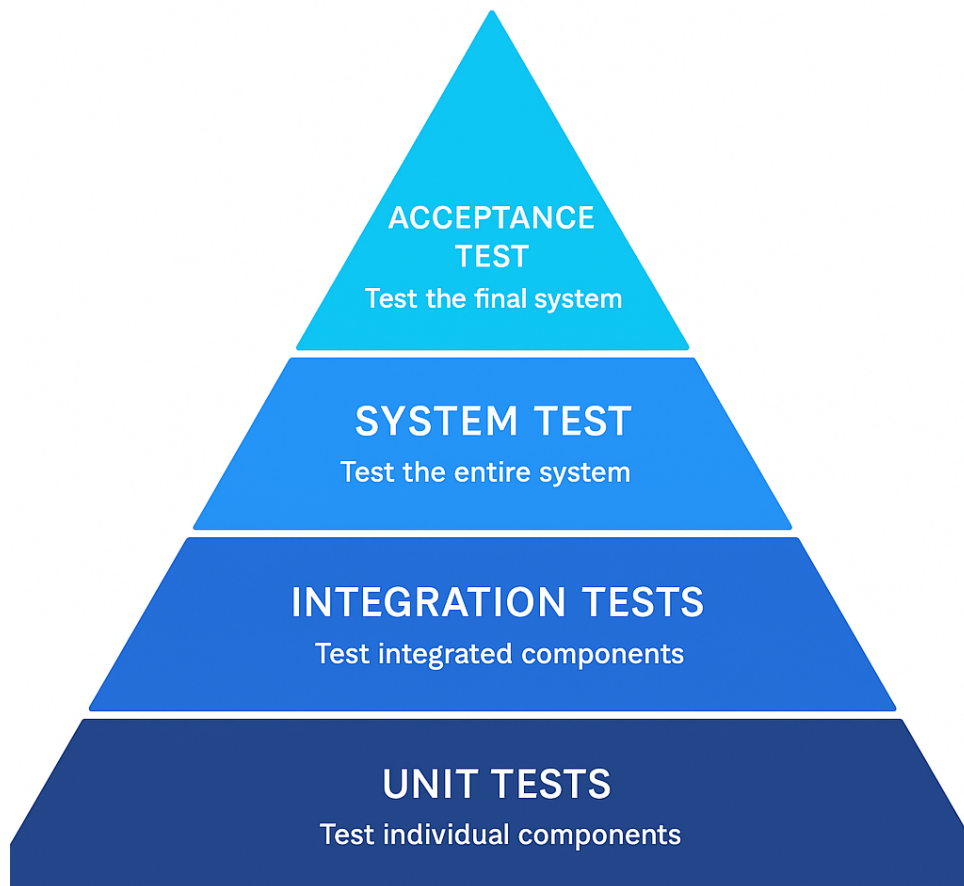 ACCEPTANCE
TEST
Test the final system
SYSTEM TEST
Test the entire system
INTEGRATION TESTS
Test integrated components
UNIT TESTS
Test individual components